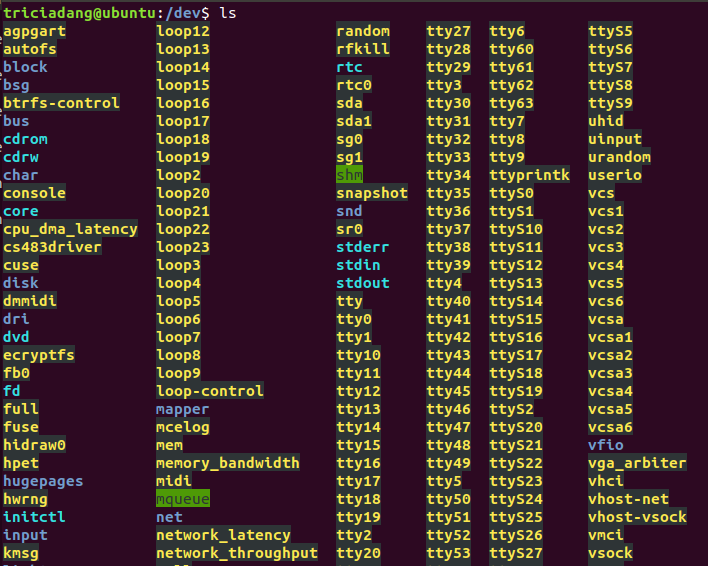 triciadang@ubuntu:/dev$ ls
agpgart loop12 random tty27 tty6 ttyS5
autofs loop13 rfkill tty28 tty60 ttyS6
block loop14 rtc tty29 tty61 ttyS7
bsg loop15 rtc0 tty3 tty62 ttyS8
btrfs-control loop16 sda tty30 tty63 ttyS9
bus loop17 sda1 tty31 tty7 uhid
cdrom loop18 sg0 tty32 tty8 uinput
cdrw loop19 sg1 tty33 tty9 urandom
char loop2 shm tty34 ttyprintk userio
console loop20 snapshot tty35 ttyS0 vcs
core loop21 snd tty36 ttyS1 vcs1
cpu_dma_latency loop22 sr0 tty37 ttyS10 vcs2
cs483driver loop23 stderr tty38 ttyS11 vcs3
cuse loop3 stdin tty39 ttyS12 vcs4
disk loop4 stdout tty4 ttyS13 vcs5
dmmidi loop5 tty tty40 ttyS14 vcs6
dri loop6 tty0 tty41 ttyS15 vcsa
dvd loop7 tty1 tty42 ttyS16 vcsa1
ecryptfs loop8 tty10 tty43 ttyS17 vcsa2
fb0 loop9 tty11 tty44 ttyS18 vcsa3
fd loop-control tty12 tty45 ttyS19 vcsa4
full mapper tty13 tty46 ttyS2 vcsa5
fuse mcelog tty14 tty47 ttyS20 vcsa6
hidraw0 mem tty15 tty48 ttyS21 vfio
hpet memory_bandwidth tty16 tty49 ttyS22 vga_arbiter
hugepages midi tty17 tty5 ttyS23 vhci
hwrng mqueue tty18 tty50 ttyS24 vhost-net
initctl net tty19 tty51 ttyS25 vhost-vsock
input network_latency tty2 tty52 ttyS26 vmci
kmsg network_throughput tty20 tty53 ttyS27 vsock